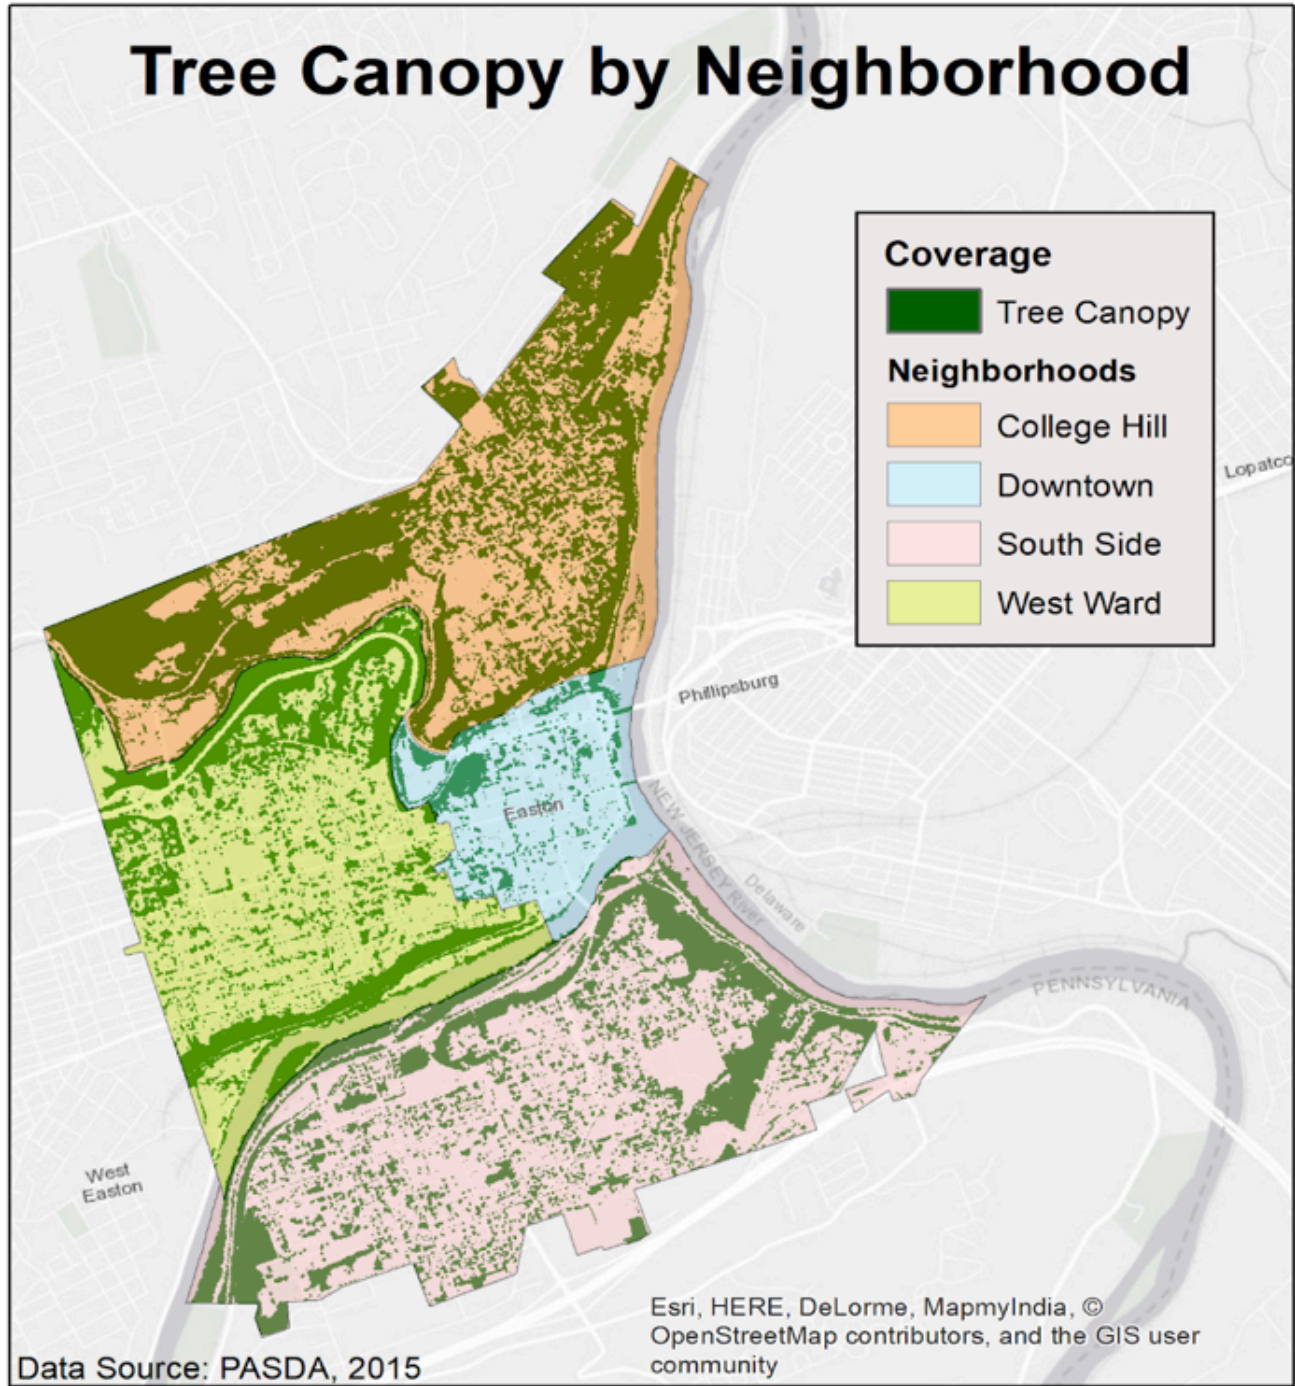 Tree Canopy by Neighborhood
Coverage
Tree Canopy
Neighborhoods
College Hill
Downtown
South Side
West Ward
Lopatco
Phillipsburg
Easton
NEW JERSEY
River
Delaware
PENNSYLVANIA
West
Easton
Esri, HERE, DeLorme, MapmyIndia, ©
OpenStreetMap contributors, and the GIS user
community
Data Source: PASDA, 2015